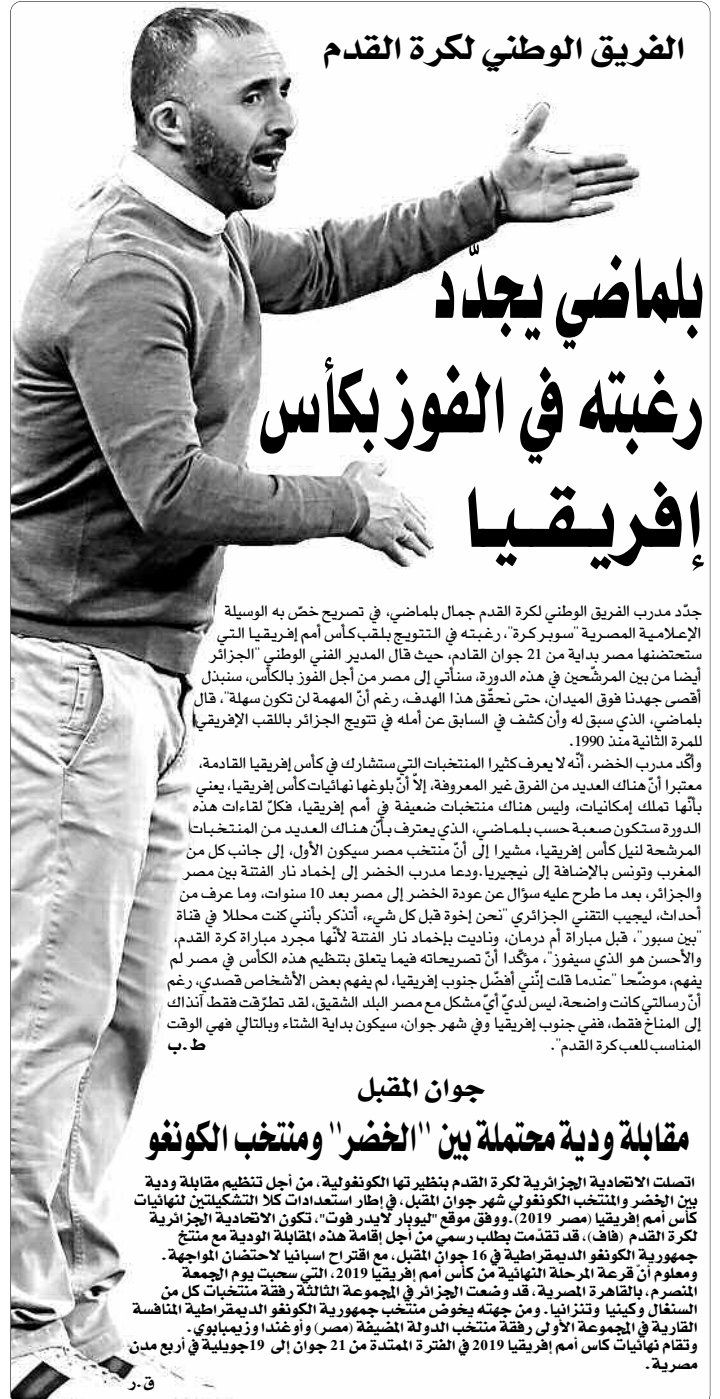 الفريق الوطني لكرة القدم
بلماضي يجدّد
رغبته في الفوز بكأس
إفريقيا
جدّد مدرب الفريق الوطني لكرة القدم جمال بلماضي، في تصريح خصّ به الوسيلة
الإعلامية المصرية "سوبر كرة"، رغبته في التتويج بلقب كأس أمم إفريقيا التي
ستحتضنها مصر بداية من 21 جوان القادم، حيث قال المدير الفني الوطني "الجزائر
أيضا من بين المرشّحين في هذه الدورة، سنأتي إلى مصر من أجل الفوز بالكأس، سنبذل
أقصى جهدنا فوق الميدان، حتى نحقّق هذا الهدف، رغم أنّ المهمة لن تكون سهلة"، قال
بلماضي، الذي سبق له وأن كشف في السابق عن أمله في تتويج الجزائر باللقب الإفريقي
للمرة الثانية منذ 1990.
وأكّد مدرب الخضر، أنّه لا يعرف كثيرا المنتخبات التي ستشارك في كأس إفريقيا القادمة،
معتبرا أنّ هناك العديد من الفرق غير المعروفة، إلاّ أنّ بلوغها نهائيات كأس إفريقيا، يعني
بأنّها تملك إمكانيات، وليس هناك منتخبات ضعيفة في أمم إفريقيا، فكلّ لقاءات هذه
الدورة ستكون صعبة حسب بلماضي، الذي يعترف بأنّ هناك العديد من المنتخبات
المرشحة لنيل كأس إفريقيا، مشيرا إلى أنّ منتخب مصر سيكون الأول، إلى جانب كل من
المغرب وتونس بالإضافة إلى نيجيريا.ودعا مدرب الخضر إلى إخماد نار الفتنة بين مصر
والجزائر، بعد ما طرح عليه سؤال عن عودة الخضر إلى مصر بعد 10 سنوات، وما عرف من
أحداث، ليجيب التقني الجزائري "نحن إخوة قبل كل شيء، أتذكر بأنني كنت محللا في قناة
"بين سبور"، قبل مباراة أم درمان، وناديت بإخماد نار الفتنة لأنّها مجرد مباراة كرة القدم،
والأحسن هو الذي سيفوز"، مؤكّدا أنّ تصريحاته فيما يتعلق بتنظيم هذه الكأس في مصر لم
يفهم، موضّحا "عندما قلت إنّني أفضّل جنوب إفريقيا، لم يفهم بعض الأشخاص قصدي، رغم
أنّ رسالتي كانت واضحة، ليس لديّ أيّ مشكل مع مصر البلد الشقيق، لقد تطرّقت فقط آنذاك
إلى المناخ فقط، ففي جنوب إفريقيا وفي شهر جوان، سيكون بداية الشتاء وبالتالي فهي الوقت
المناسب للعب كرة القدم". ط.ب
جوان المقبل
مقابلة ودية محتملة بين "الخضر" ومنتخب الكونغو
اتصلت الاتحادية الجزائرية لكرة القدم بنظيرتها الكونغولية، من أجل تنظيم مقابلة ودية
بين الخضر والمنتخب الكونغولي شهر جوان المقبل، في إطار استعدادات كلا التشكيلتين لنهائيات
كأس أمم إفريقيا (مصر 2019).ووفق موقع "ليوبار لايدر فوت"، تكون الاتحادية الجزائرية
لكرة القدم (فاف)، قد تقدّمت بطلب رسمي من أجل إقامة هذه المقابلة الودية مع منتخ
جمهورية الكونغو الديمقراطية في 16 جوان المقبل، مع اقتراح اسبانيا لاحتضان المواجهة.
ومعلوم أنّ قرعة المرحلة النهائية من كأس أمم إفريقيا 2019، التي سحبت يوم الجمعة
المنصرم، بالقاهرة المصرية، قد وضعت الجزائر في المجموعة الثالثة رفقة منتخبات كل من
السنغال وكينيا وتنزانيا. ومن جهته يخوض منتخب جمهورية الكونغو الديمقراطية المنافسة
القارية في المجموعة الأولى رفقة منتخب الدولة المضيفة (مصر) وأوغندا وزيمبابوي.
وتقام نهائيات كاس أمم إفريقيا 2019 في الفترة الممتدة من 21 جوان إلى 19جويلية في أربع مدن
مصرية.
ق.ر